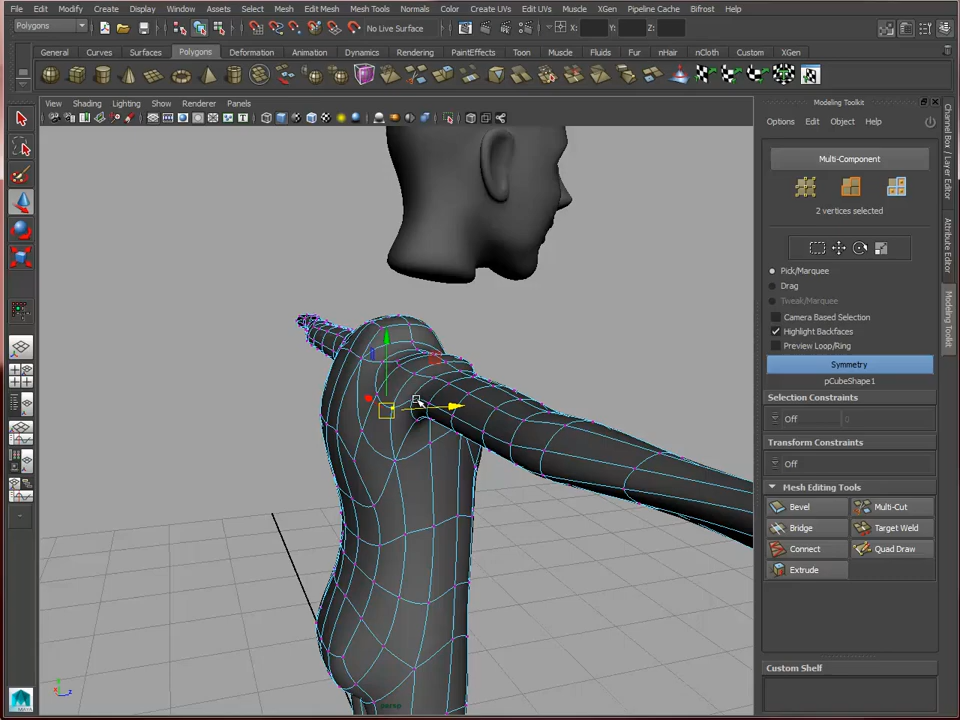 File Edit Modify Create Display Window Assets Select Mesh Edit Mesh Mesh Tools Normals Color Create UVs Edit UVs Muscle XGen Pipeline Cache Bifrost Help
Polygons No Live Surface X: Y: Z:
General Curves Surfaces Polygons Deformation Animation Dynamics Rendering PaintEffects Toon Muscle Fluids Fur nHair nCloth Custom XGen
View Shading Lighting Show Renderer Panels
Modeling Toolkit
Options Edit Object Help
Multi-Component
2 vertices selected
Pick/Marquee
Drag
Tweak/Marquee
Camera Based Selection
Highlight Backfaces
Preview Loop/Ring
Symmetry
pCubeShape1
Selection Constraints
Off 0
Transform Constraints
Off
Mesh Editing Tools
Bevel Multi-Cut
Bridge Target Weld
Connect Quad Draw
Extrude
Custom Shelf
Channel Box / Layer Editor
Attribute Editor
Modeling Toolkit
persp